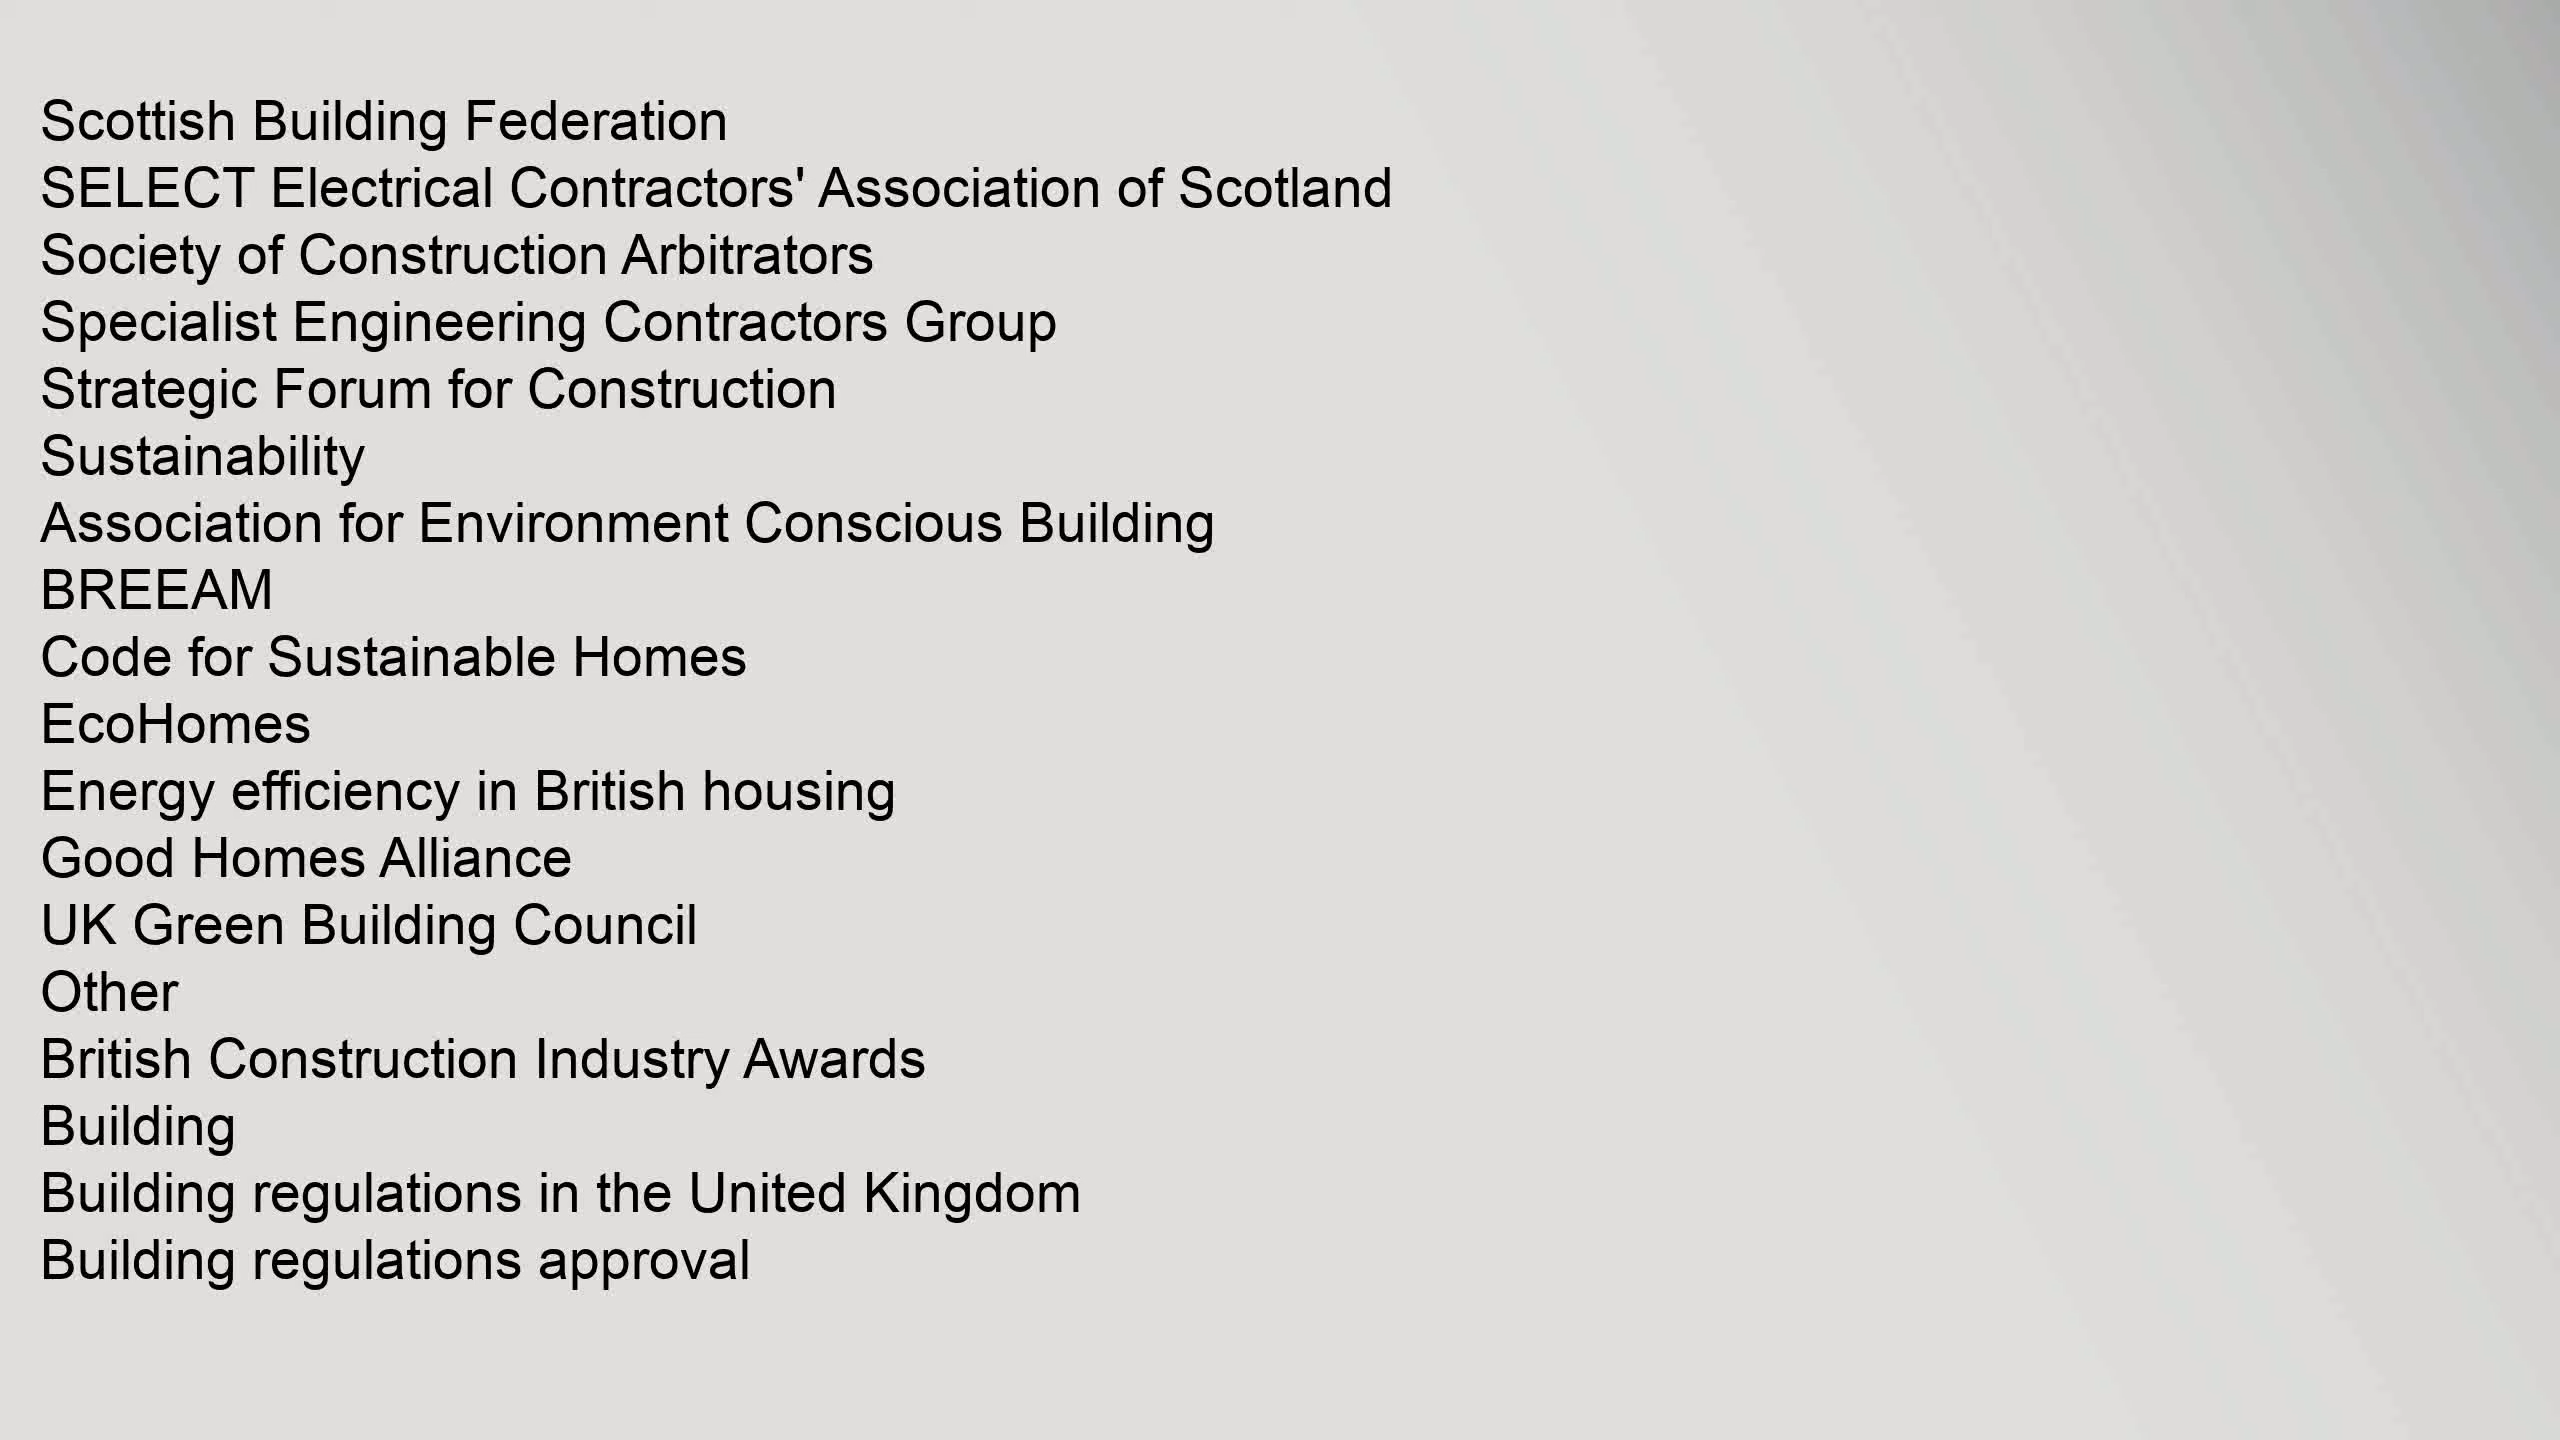 Scottish Building Federation
SELECT Electrical Contractors' Association of Scotland
Society of Construction Arbitrators
Specialist Engineering Contractors Group
Strategic Forum for Construction
Sustainability
Association for Environment Conscious Building
BREEAM
Code for Sustainable Homes
EcoHomes
Energy efficiency in British housing
Good Homes Alliance
UK Green Building Council
Other
British Construction Industry Awards
Building
Building regulations in the United Kingdom
Building regulations approval